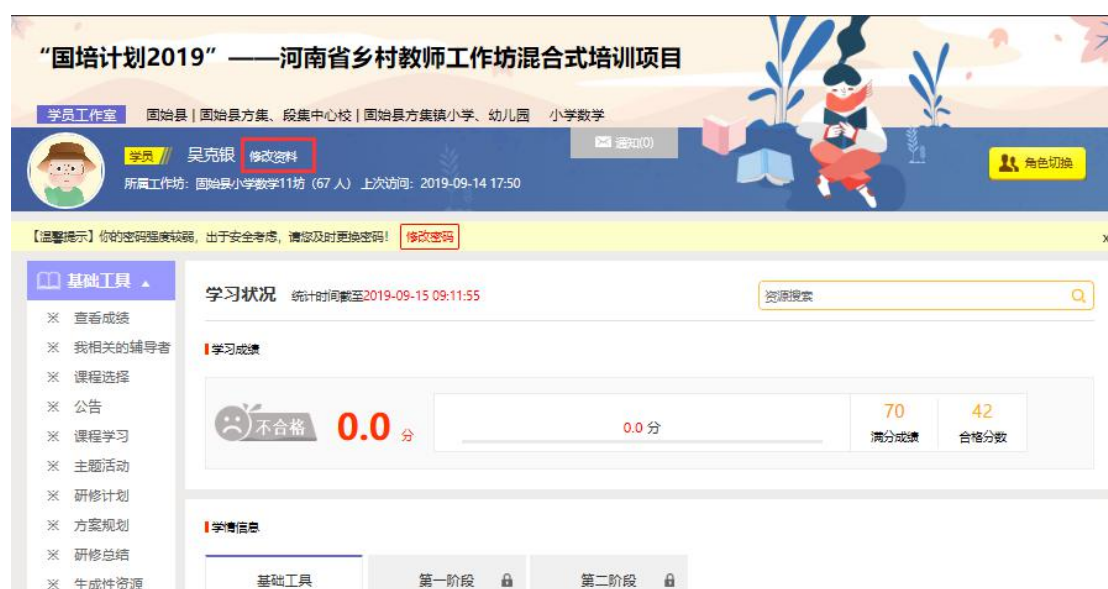 “国培计划2019”——河南省乡村教师工作坊混合式培训项目
学员工作室 固始县 | 固始县方集、段集中心校 | 固始县方集镇小学、幼儿园 小学数学
通知(0)
学员 吴克银 修改资料
角色切换
所属工作坊：固始县小学数学11坊（67 人） 上次访问：2019-09-14 17:50
【温馨提示】你的密码强度较弱，出于安全考虑，请您及时更换密码！ 修改密码 x
基础工具
学习状况 统计时间截至2019-09-15 09:11:55 资源搜索
※ 查看成绩
※ 我相关的辅导者
学习成绩
※ 课程选择
※ 公告
不合格 0.0 分 0.0 分 70 42
满分成绩 合格分数
※ 课程学习
※ 主题活动
※ 研修计划
※ 方案规划
学情信息
※ 研修总结
※ 生成性资源
基础工具 第一阶段 第二阶段